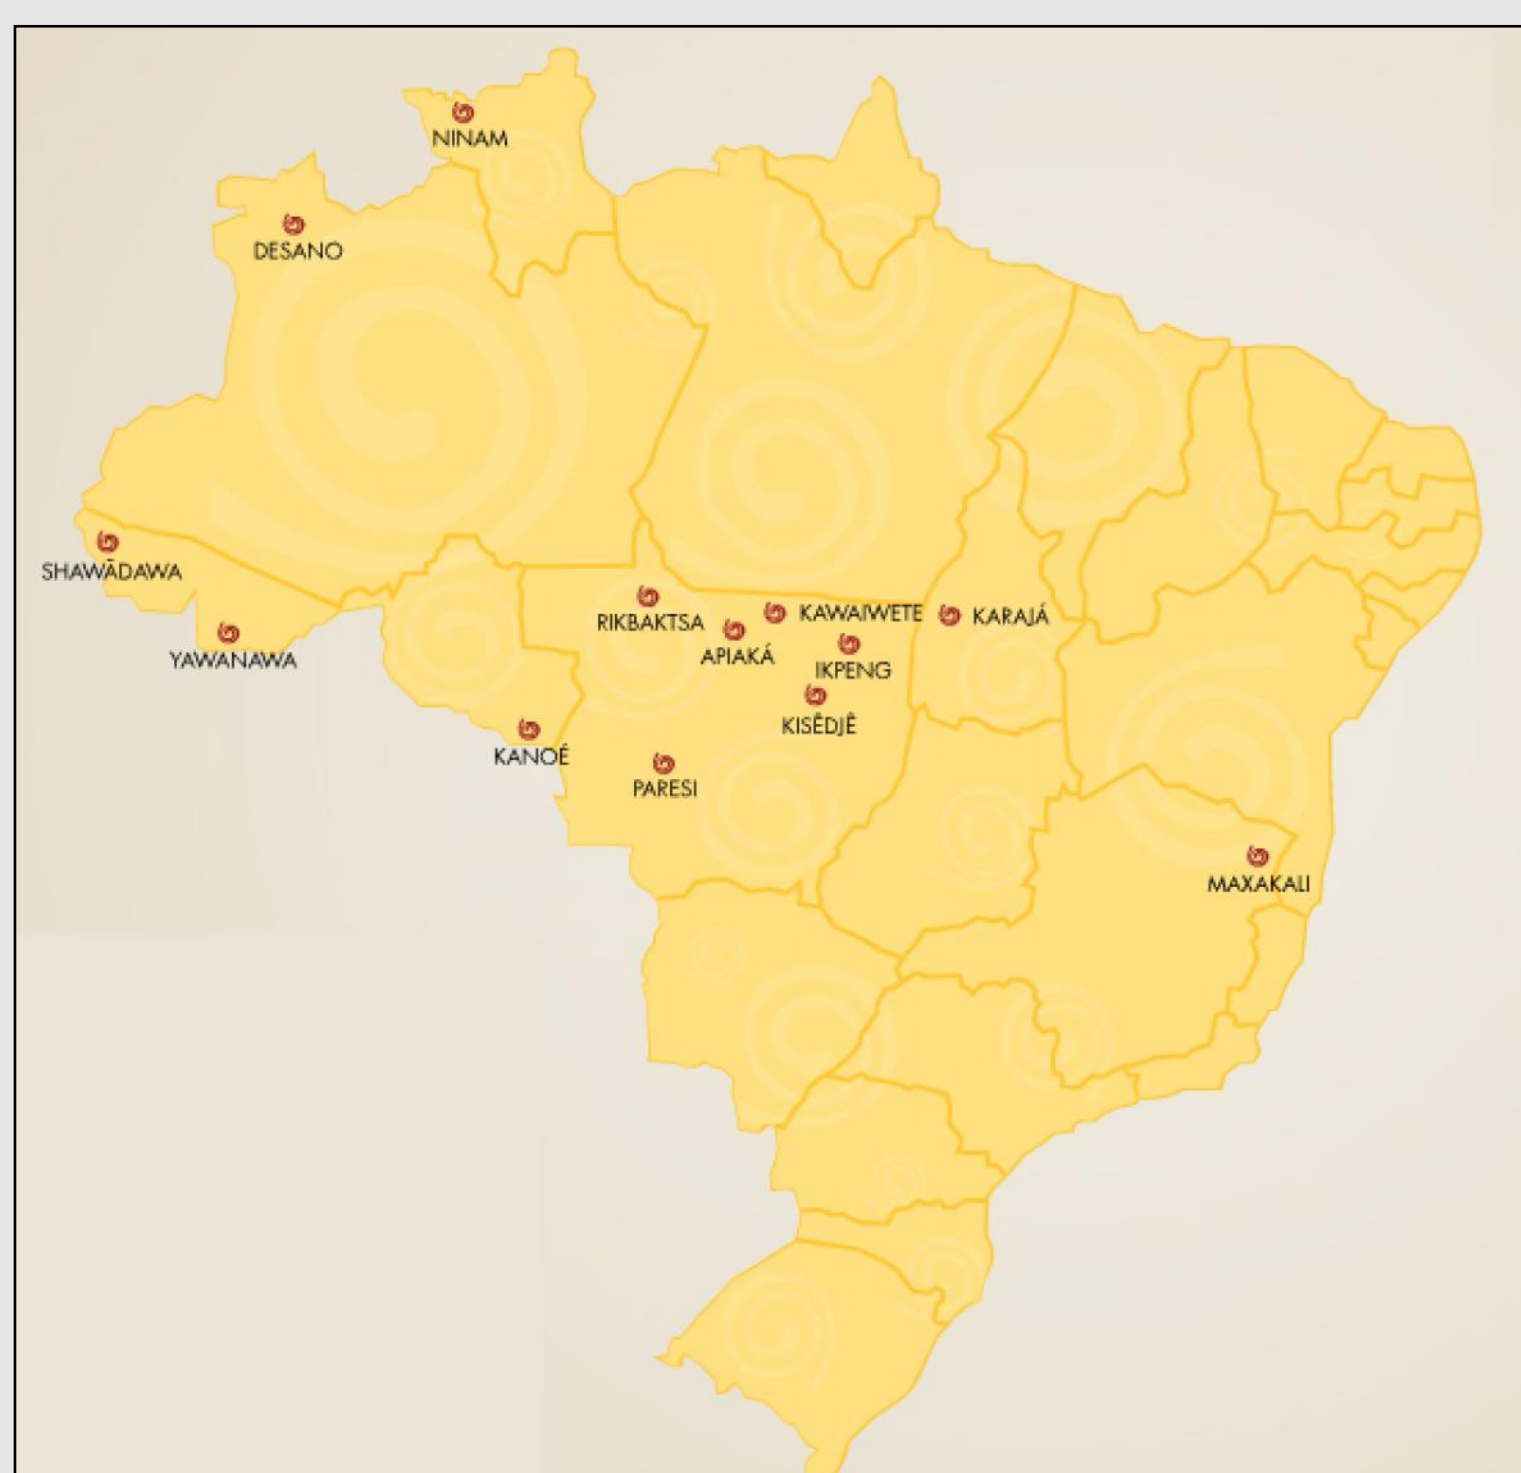 NINAM
DESANO
SHAWÃDAWA
RIKBAKTSA
KAWAIWETE
KARAJÁ
YAWANAWA
APIAKÁ
IKPENG
KISÊDJÊ
KANOÉ
PARESI
MAXAKALI